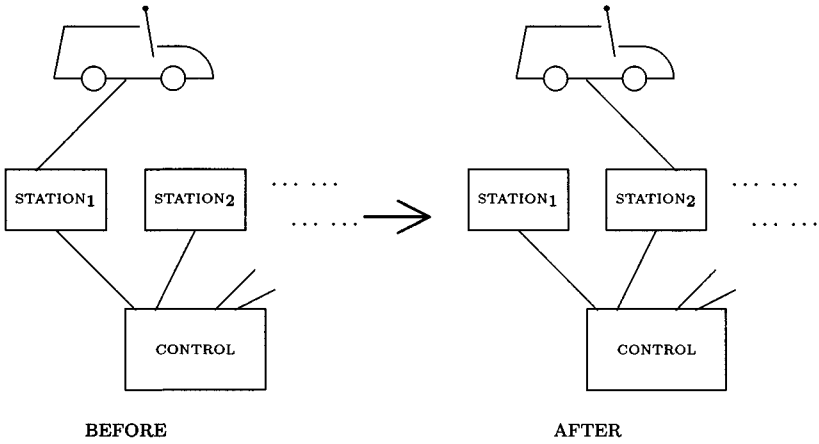 STATION1 STATION2 ... ... STATION1 STATION2 ... ...
... ... ... ...
CONTROL CONTROL
BEFORE AFTER